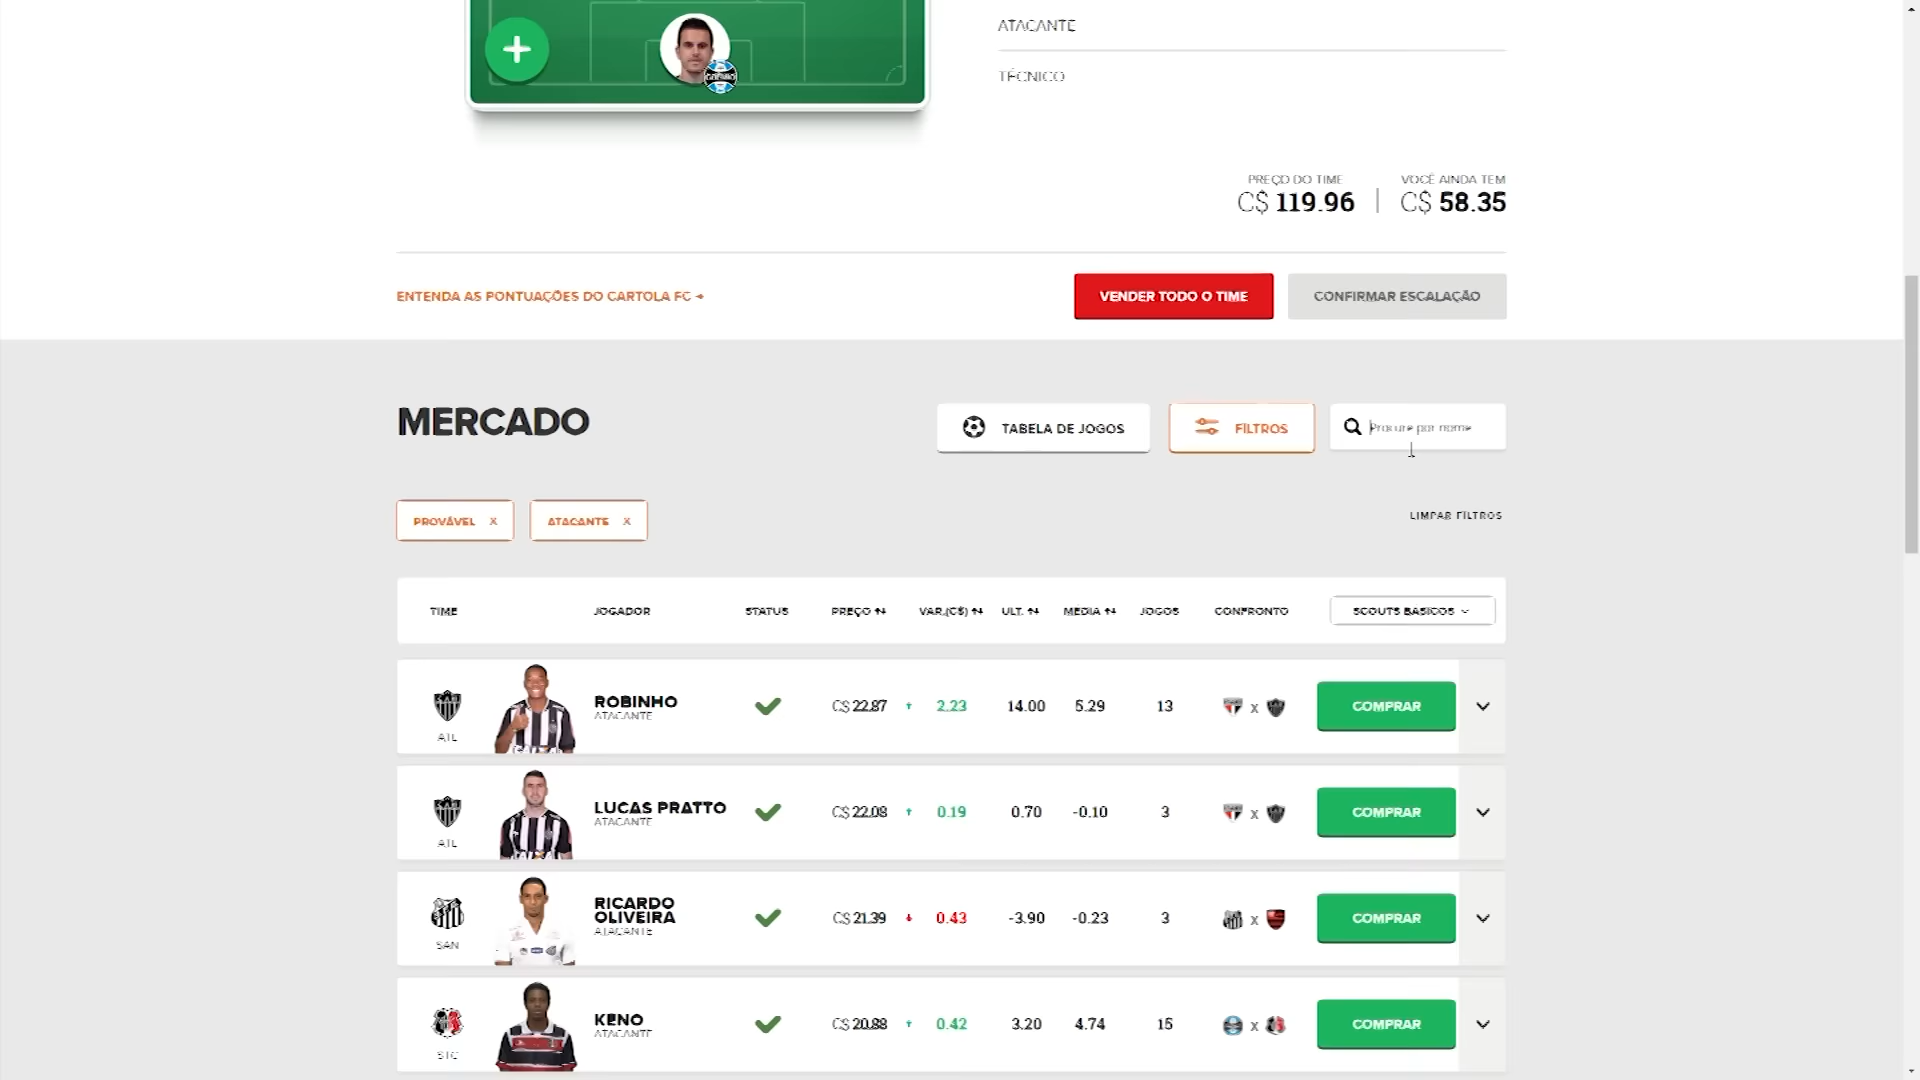 ATACANTE
TÉCNICO
PREÇO DO TIME
C$ 119.96
VOCÊ AINDA TEM
C$ 58.35
ENTENDA AS PONTUAÇÕES DO CARTOLA FC
VENDER TODO O TIME
CONFIRMAR ESCALAÇÃO
MERCADO
TABELA DE JOGOS
FILTROS
Procure por nome
PROVÁVEL X
ATACANTE X
LIMPAR FILTROS
TIME JOGADOR STATUS PREÇO VAR.(C$) ULT. MEDIA JOGOS CONFRONTO SCOUTS BASICOS
ATL
ROBINHO
ATACANTE
C$ 22.87 2.23 14.00 5.29 13 X COMPRAR
ATL
LUCAS PRATTO
ATACANTE
C$ 22.08 0.19 0.70 -0.10 3 X COMPRAR
SAN
RICARDO
OLIVEIRA
ATACANTE
C$ 21.39 0.43 -3.90 -0.23 3 X COMPRAR
STC
KENO
ATACANTE
C$ 20.88 0.42 3.20 4.74 15 X COMPRAR